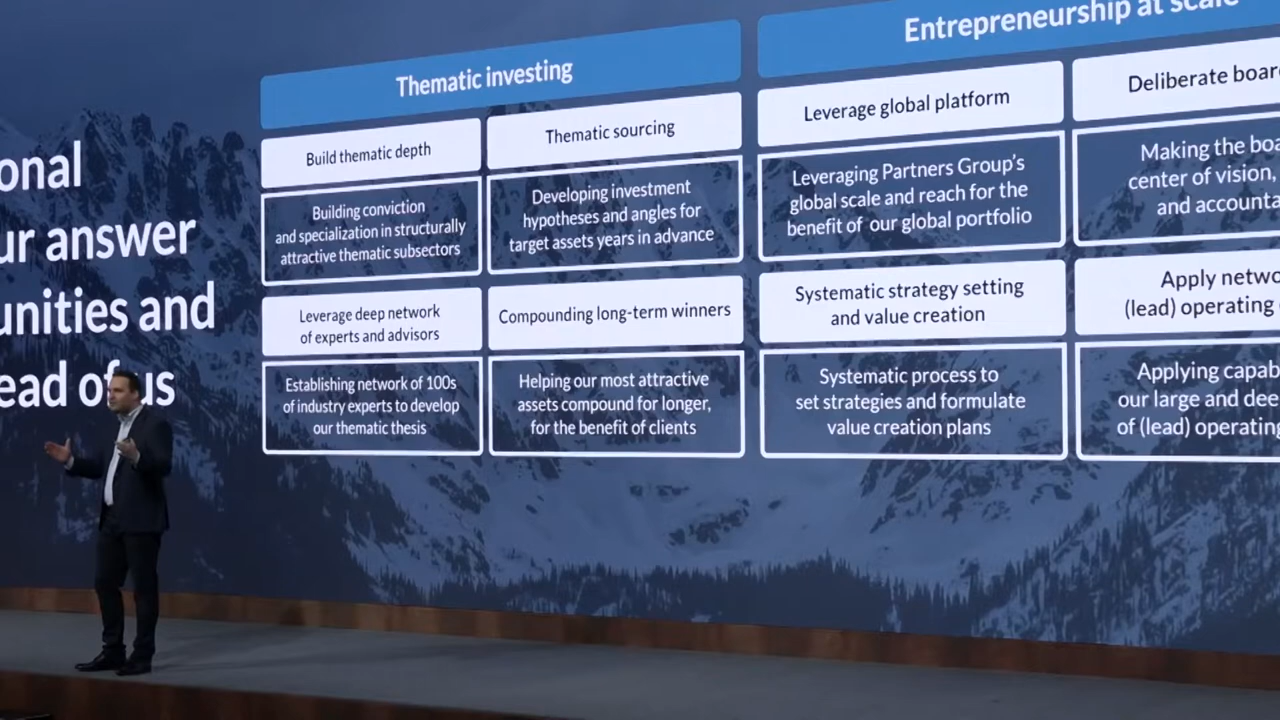 onal
ur answer
unities and
ead of us
Thematic investing
Build thematic depth
Building conviction
and specialization in structurally
attractive thematic subsectors
Thematic sourcing
Developing investment
hypotheses and angles for
target assets years in advance
Leverage deep network
of experts and advisors
Establishing network of 100s
of industry experts to develop
our thematic thesis
Compounding long-term winners
Helping our most attractive
assets compound for longer,
for the benefit of clients
Entrepreneurship at scale
Leverage global platform
Leveraging Partners Group's
global scale and reach for the
benefit of our global portfolio
Deliberate boar
Making the boa
center of vision,
and accounta
Systematic strategy setting
and value creation
Systematic process to
set strategies and formulate
value creation plans
Apply netwo
(lead) operating
Applying capab
our large and dee
of (lead) operating